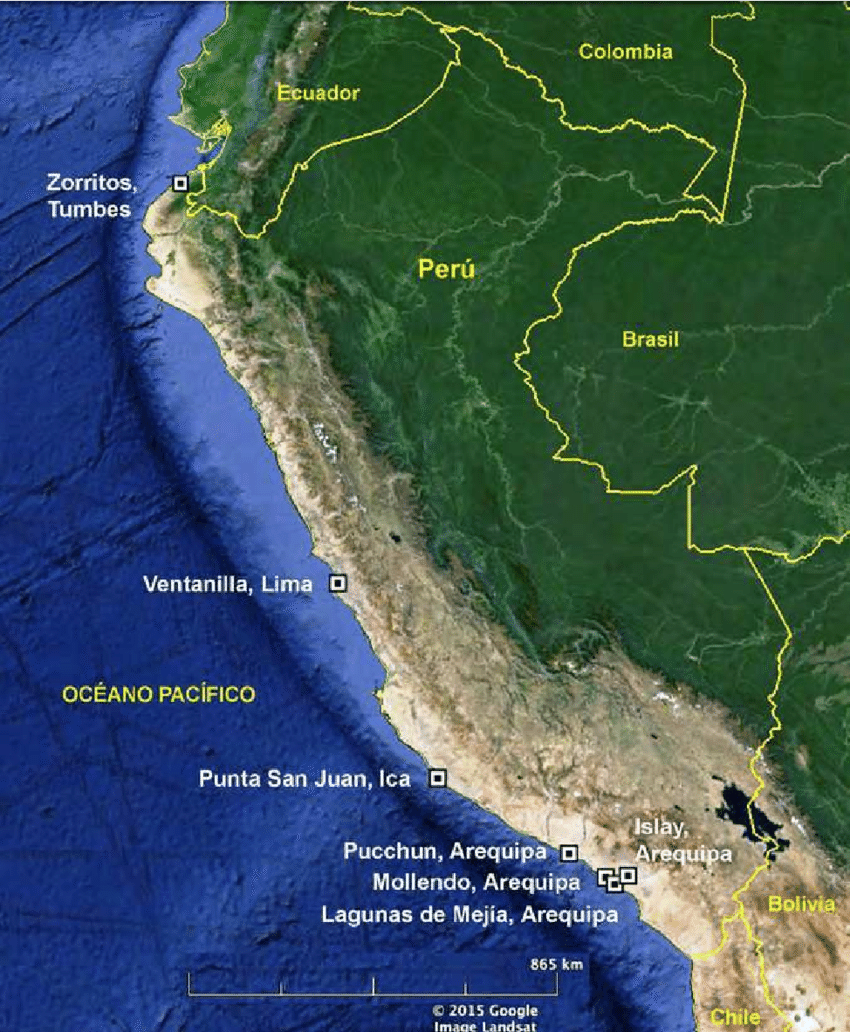 Colombia
Ecuador
Zorritos,
Tumbes
Perú
Brasil
Ventanilla, Lima
OCÉANO PACÍFICO
Punta San Juan, Ica
Islay,
Arequipa
Pucchun, Arequipa
Mollendo, Arequipa
Lagunas de Mejía, Arequipa
Bolivia
865 km
© 2015 Google
Image Landsat
Chile